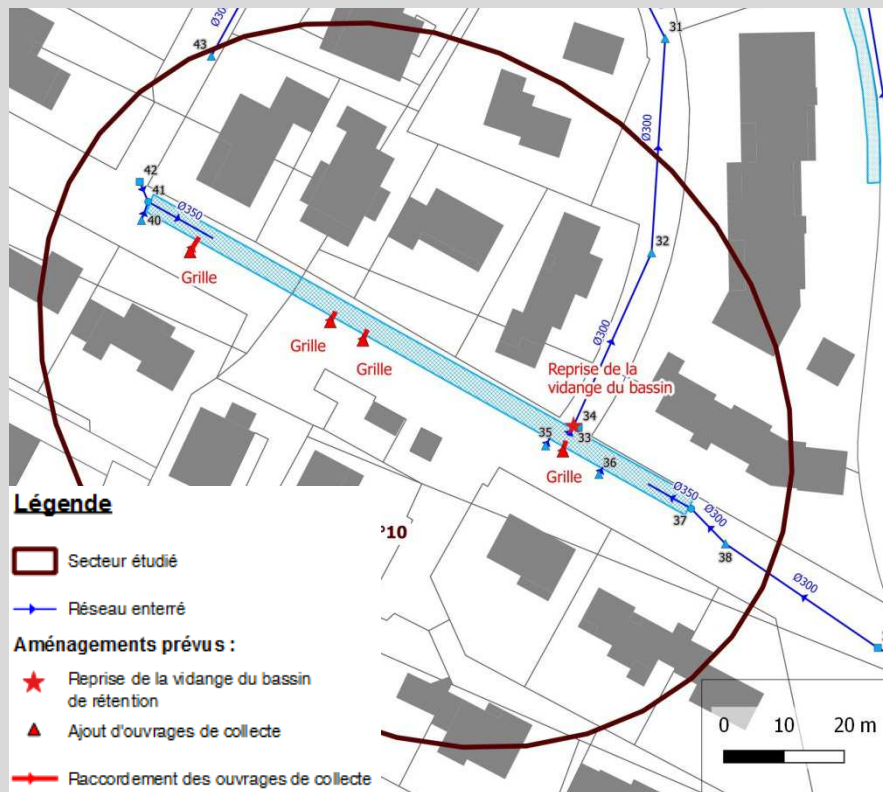 Ø300
43
31
Ø300
42
41
Ø350
40
32
Grille
Ø300
Grille
Grille
Reprise de la
vidange du bassin
34
33
35
36
Grille
Ø350
Ø300
37
38
°10
Ø300
Légende
Secteur étudié
Réseau enterré
Aménagements prévus :
Reprise de la vidange du bassin
de rétention
Ajout d'ouvrages de collecte
Raccordement des ouvrages de collecte
0 10 20 m